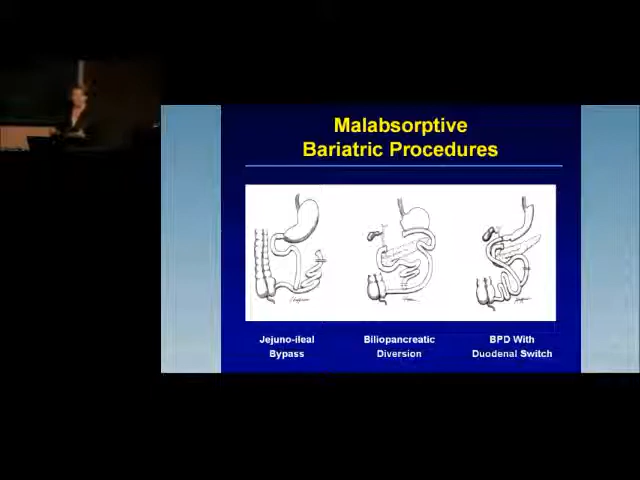 Malabsorptive
Bariatric Procedures
Jejuno-ileal
Bypass
Biliopancreatic
Diversion
BPD With
Duodenal Switch